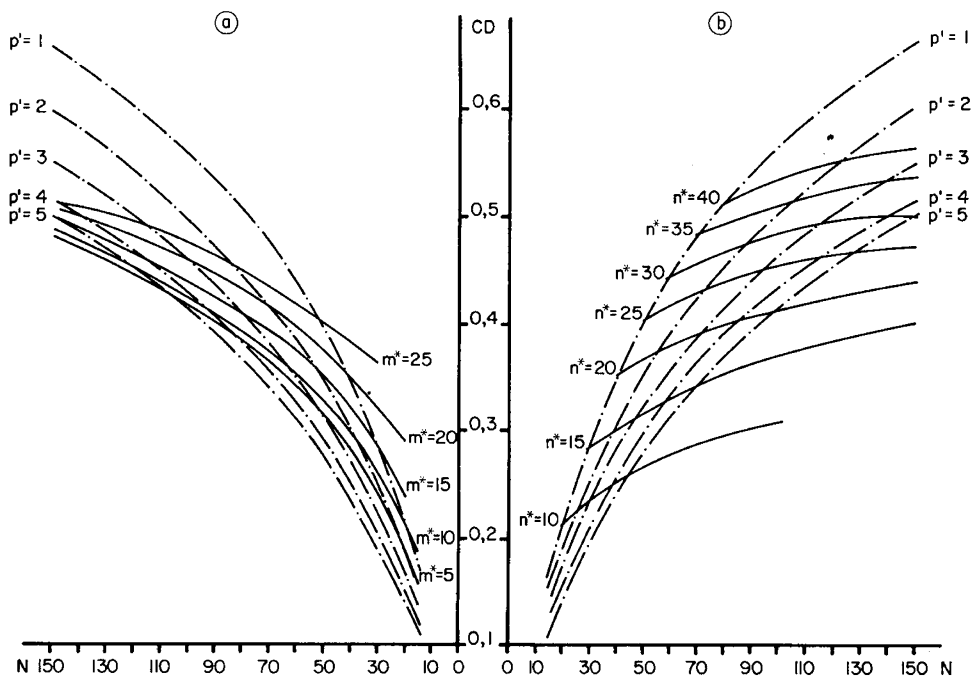 a
CD
b
p'= 1
p'= 2
p'= 3
p'= 4
p'= 5
m*=25
m*=20
m*=15
m*=10
m*=5
0,6
0,5
0,4
0,3
0,2
0,1
p'= 1
p'= 2
p'= 3
p'= 4
p'= 5
n*=40
n*=35
n*=30
n*=25
n*=20
n*=15
n*=10
N 150 130 110 90 70 50 30 10 0
0 10 30 50 70 90 110 130 150 N